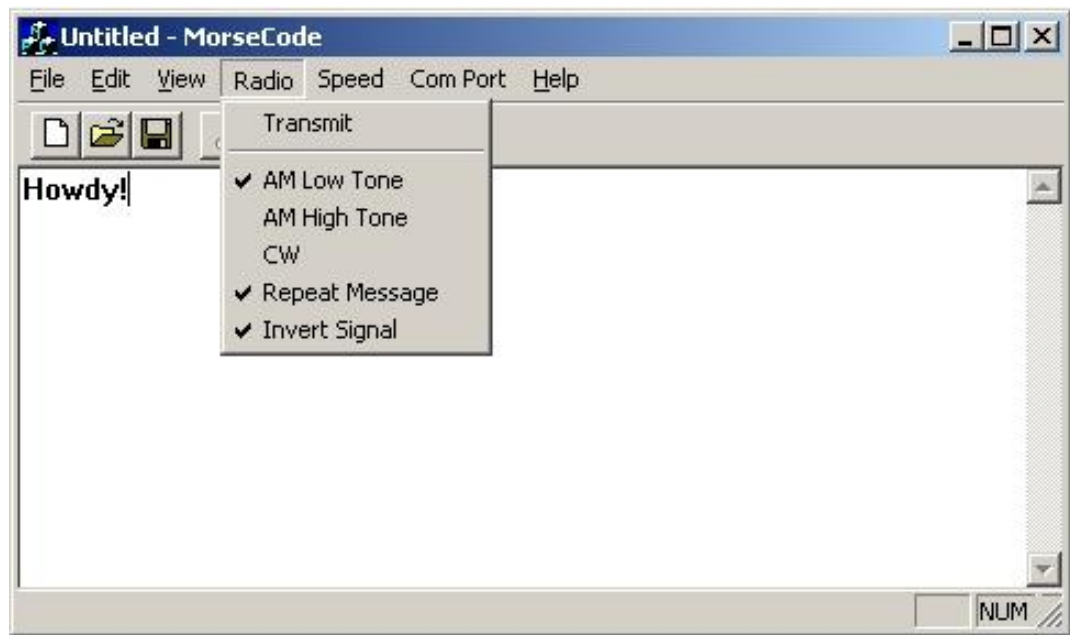 Untitled - MorseCode
File Edit View Radio Speed Com Port Help
Transmit
Howdy!
AM Low Tone
AM High Tone
CW
Repeat Message
Invert Signal
NUM